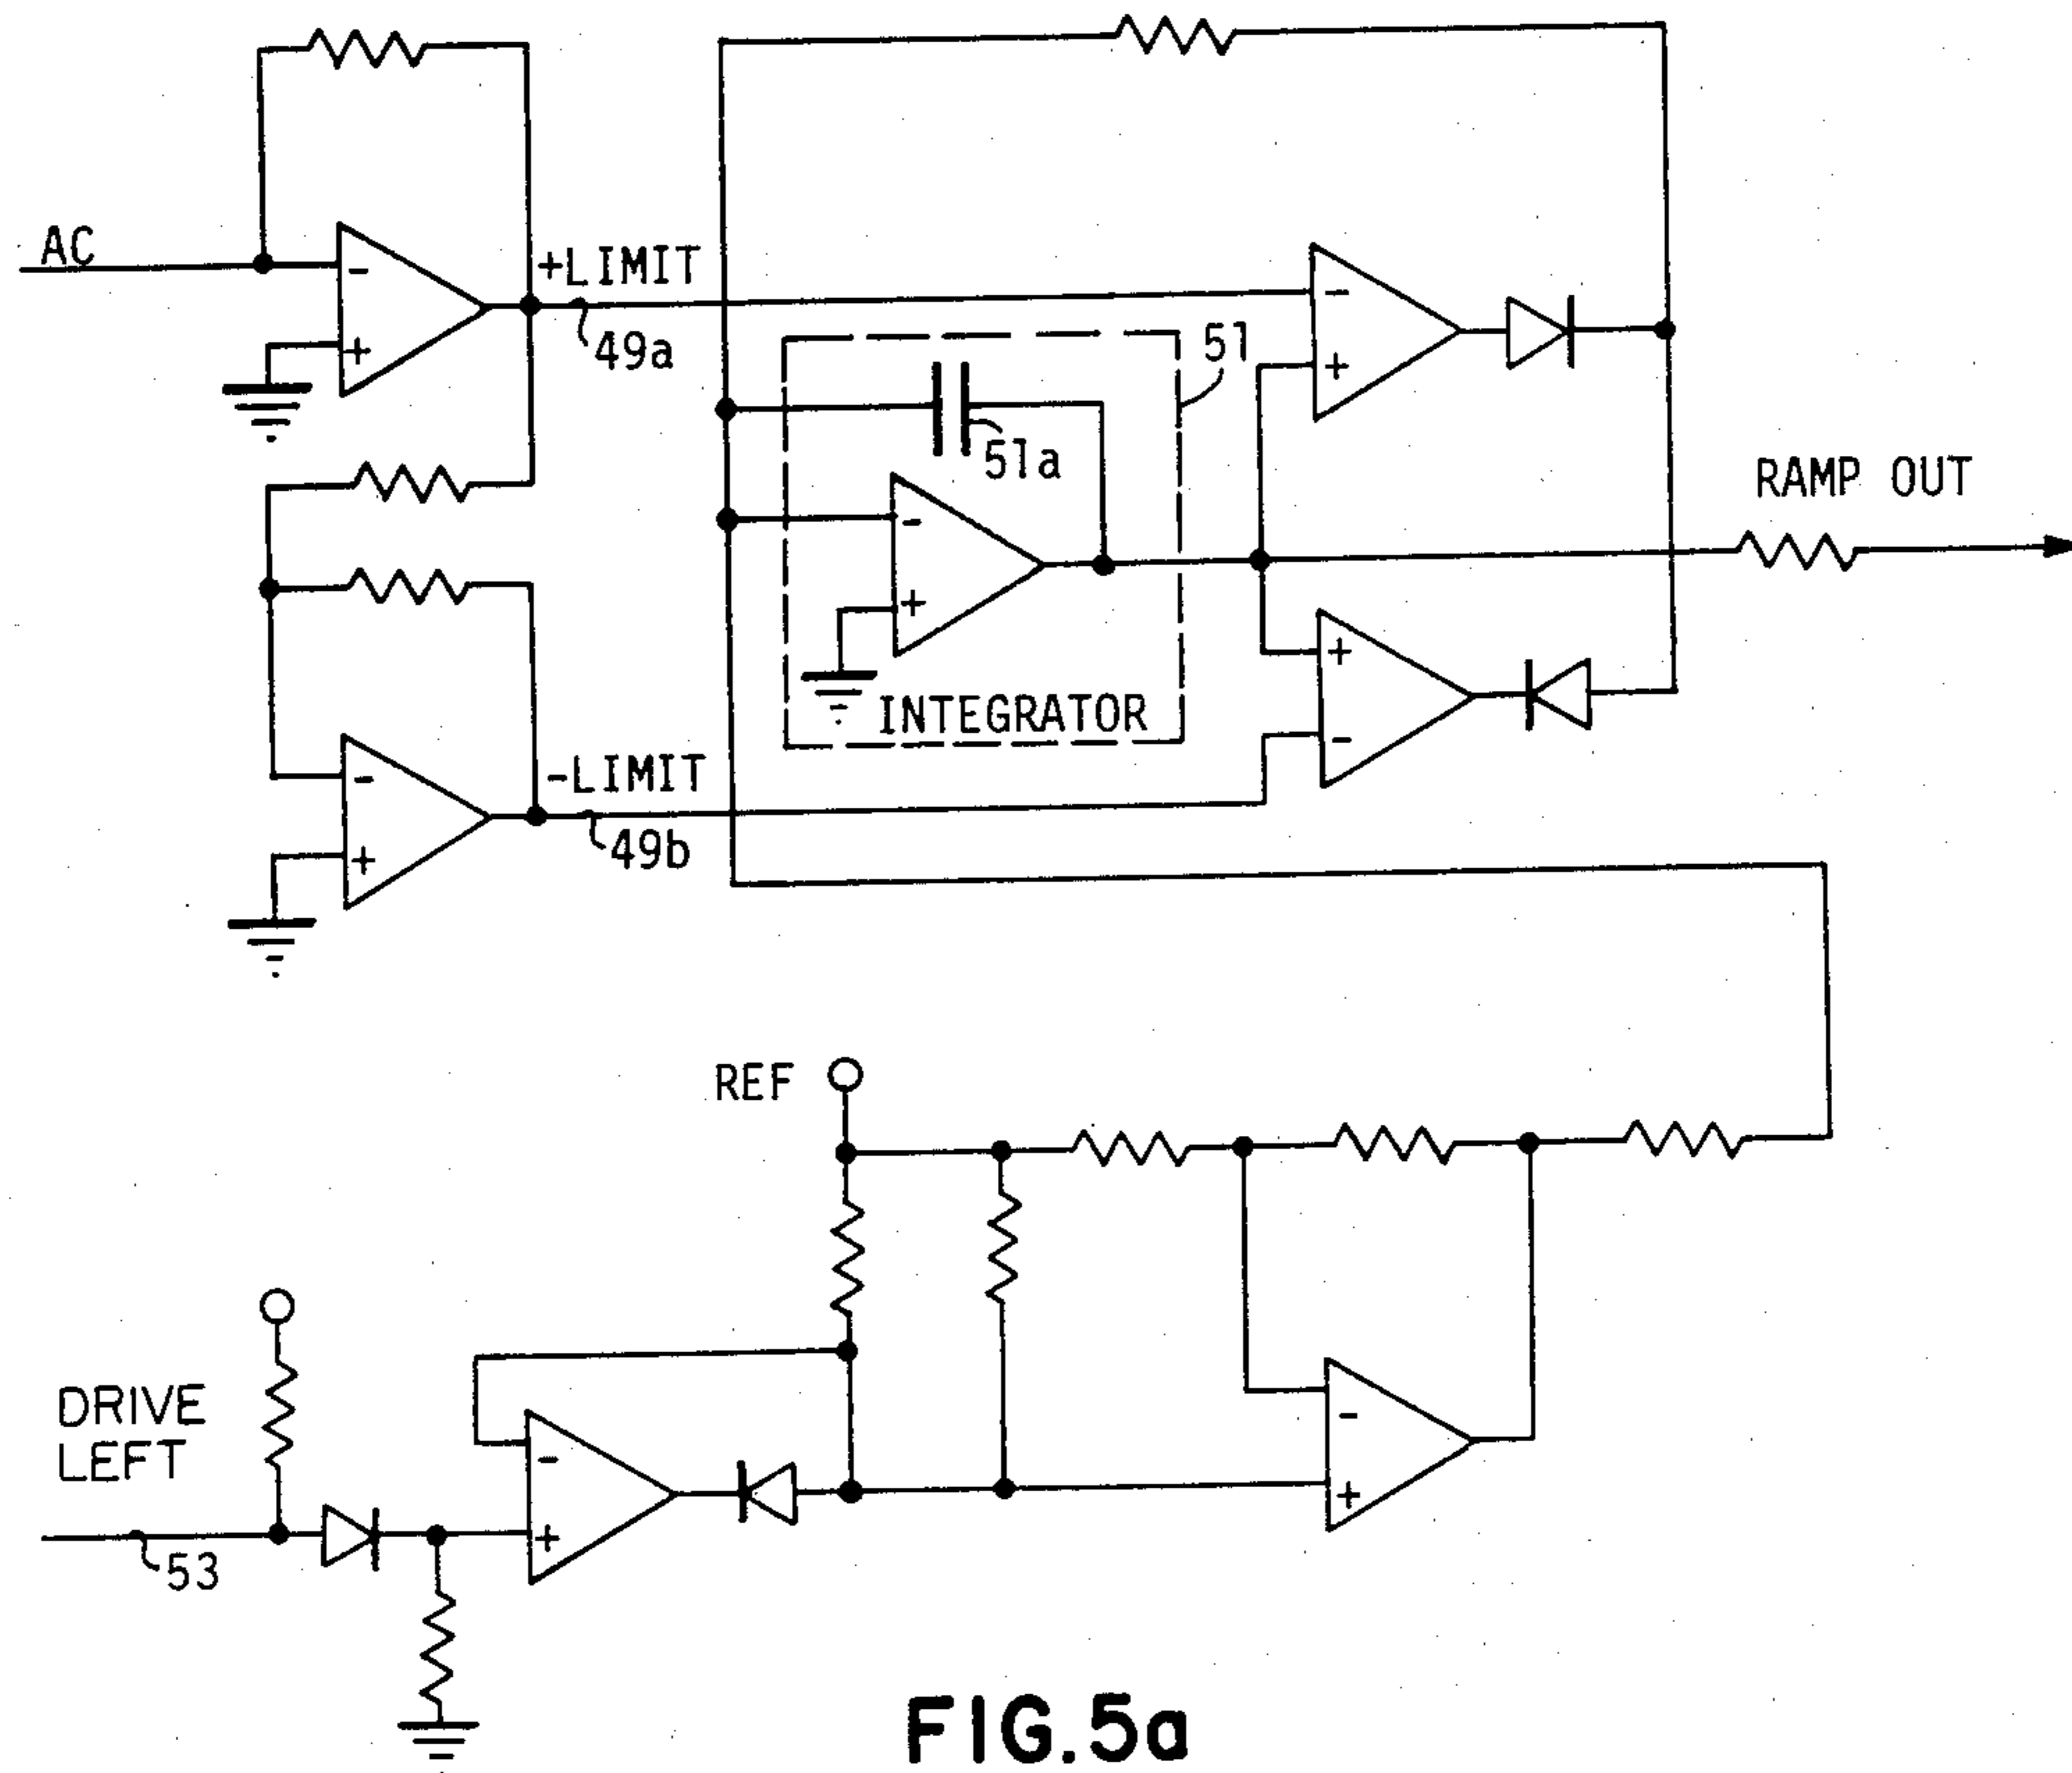 AC
+LIMIT
49a
-
+
51
51a
-
+
INTEGRATOR
-
+
RAMP OUT
+
-
-
+
-LIMIT
49b
REF
DRIVE
LEFT
53
-
+
-
+
FIG.5a